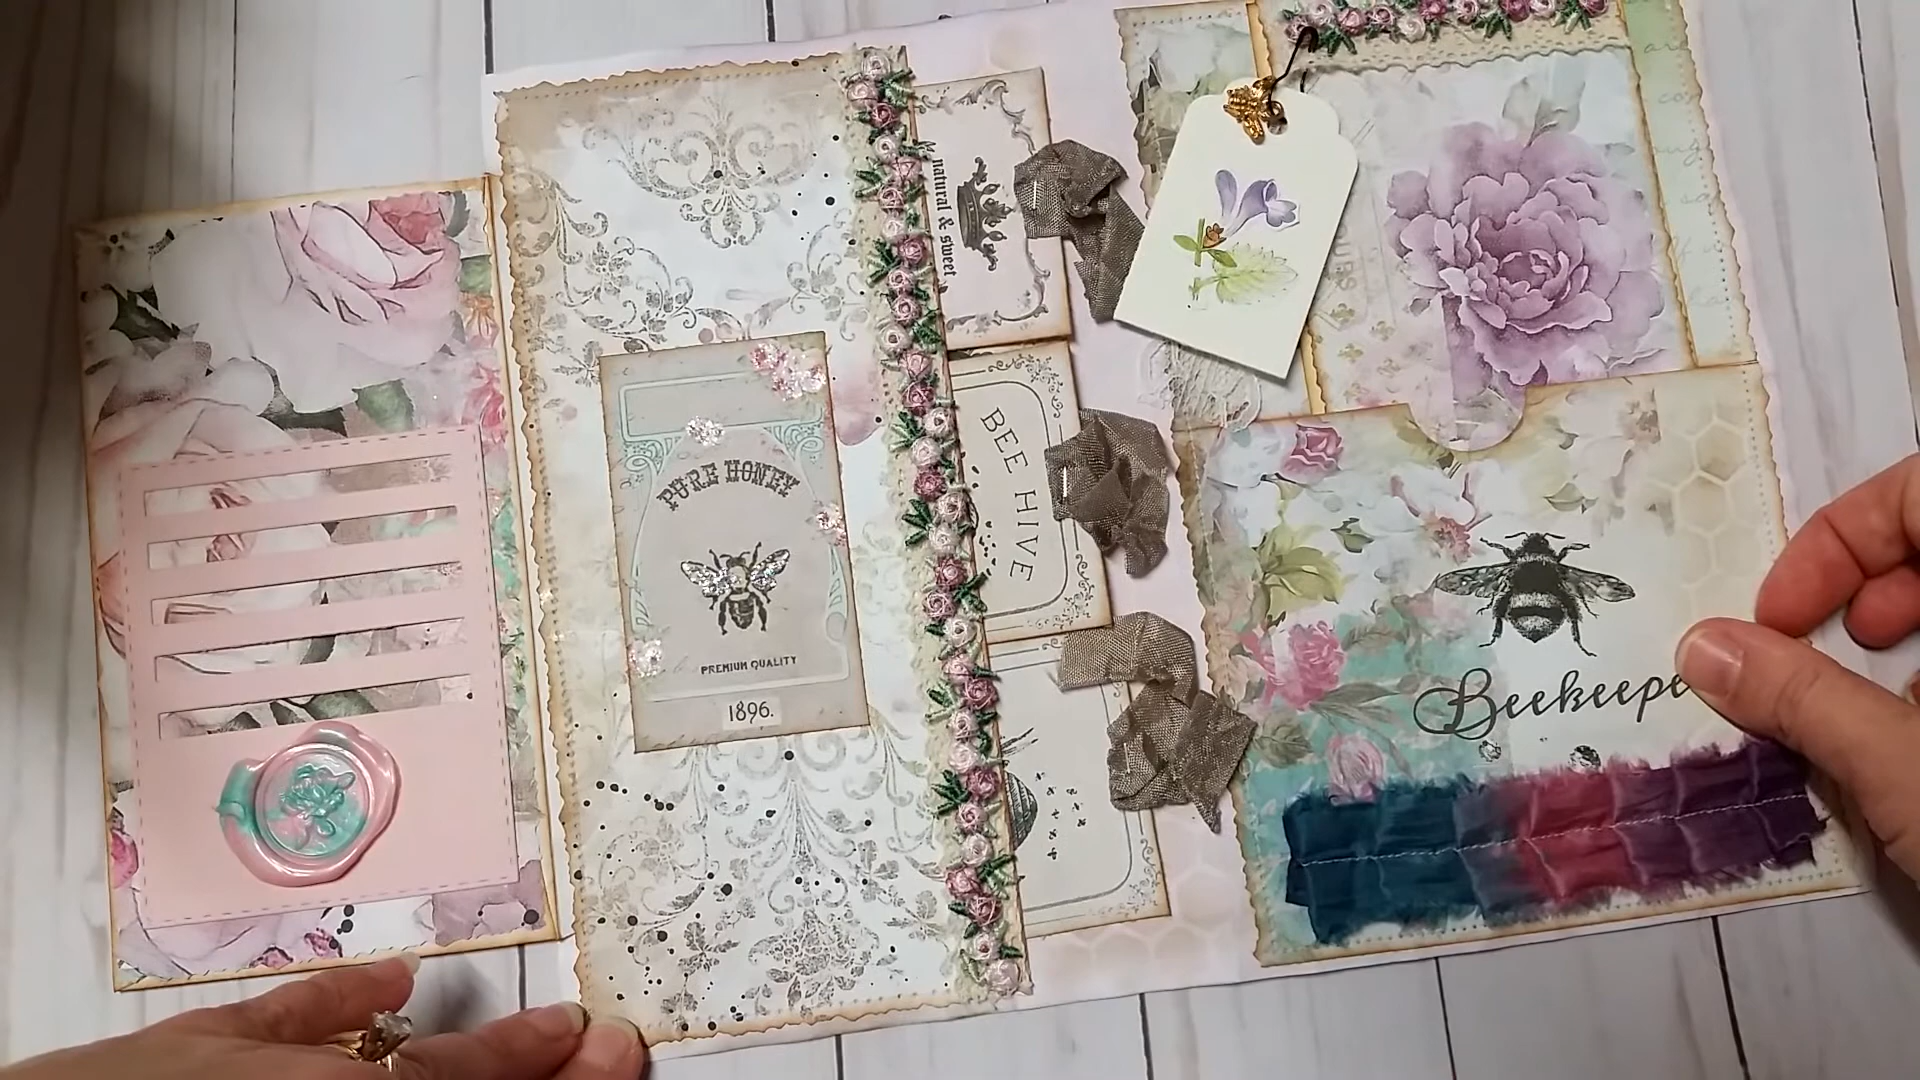 PURE HONEY
PREMIUM QUALITY
1896.
natural & sweet
BEE HIVE
Beekeepe